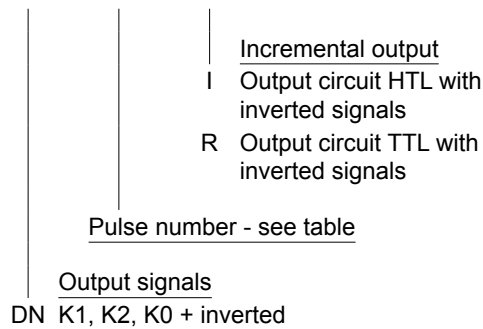 Incremental output
I Output circuit HTL with
inverted signals
R Output circuit TTL with
inverted signals
Pulse number - see table
Output signals
DN K1, K2, K0 + inverted